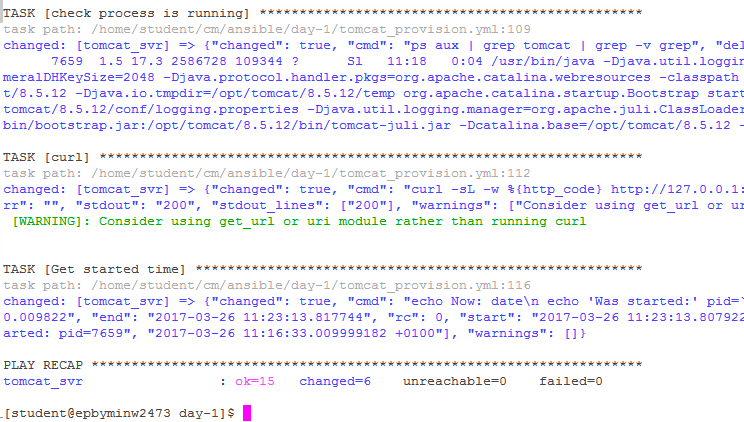 TASK [check process is running] *************************************************
task path: /home/student/cm/ansible/day-1/tomcat_provision.yml:109
changed: [tomcat_svr] => {"changed": true, "cmd": "ps aux | grep tomcat | grep -v grep", "del
7659  1.5 17.3 2586728 109344 ?      Sl   11:18   0:04 /usr/bin/java -Djava.util.loggin
meralDHKeySize=2048 -Djava.protocol.handler.pkgs=org.apache.catalina.webresources -classpath
t/8.5.12 -Djava.io.tmpdir=/opt/tomcat/8.5.12/temp org.apache.catalina.startup.Bootstrap start
tomcat/8.5.12/conf/logging.properties -Djava.util.logging.manager=org.apache.juli.ClassLoader
bin/bootstrap.jar:/opt/tomcat/8.5.12/bin/tomcat-juli.jar -Dcatalina.base=/opt/tomcat/8.5.12 -
TASK [curl] ********************************************************************
task path: /home/student/cm/ansible/day-1/tomcat_provision.yml:112
changed: [tomcat_svr] => {"changed": true, "cmd": "curl -sL -w %{http_code} http://127.0.0.1:
rr": "", "stdout": "200", "stdout_lines": ["200"], "warnings": ["Consider using get_url or ur
[WARNING]: Consider using get_url or uri module rather than running curl
TASK [Get started time] ********************************************************
task path: /home/student/cm/ansible/day-1/tomcat_provision.yml:116
changed: [tomcat_svr] => {"changed": true, "cmd": "echo Now: date\n echo 'Was started:' pid=`
0.009822", "end": "2017-03-26 11:23:13.817744", "rc": 0, "start": "2017-03-26 11:23:13.807922
arted: pid=7659", "2017-03-26 11:16:33.009999182 +0100"], "warnings": []}
PLAY RECAP *********************************************************************
tomcat_svr                 : ok=15   changed=6    unreachable=0    failed=0
[student@epbyminw2473 day-1]$